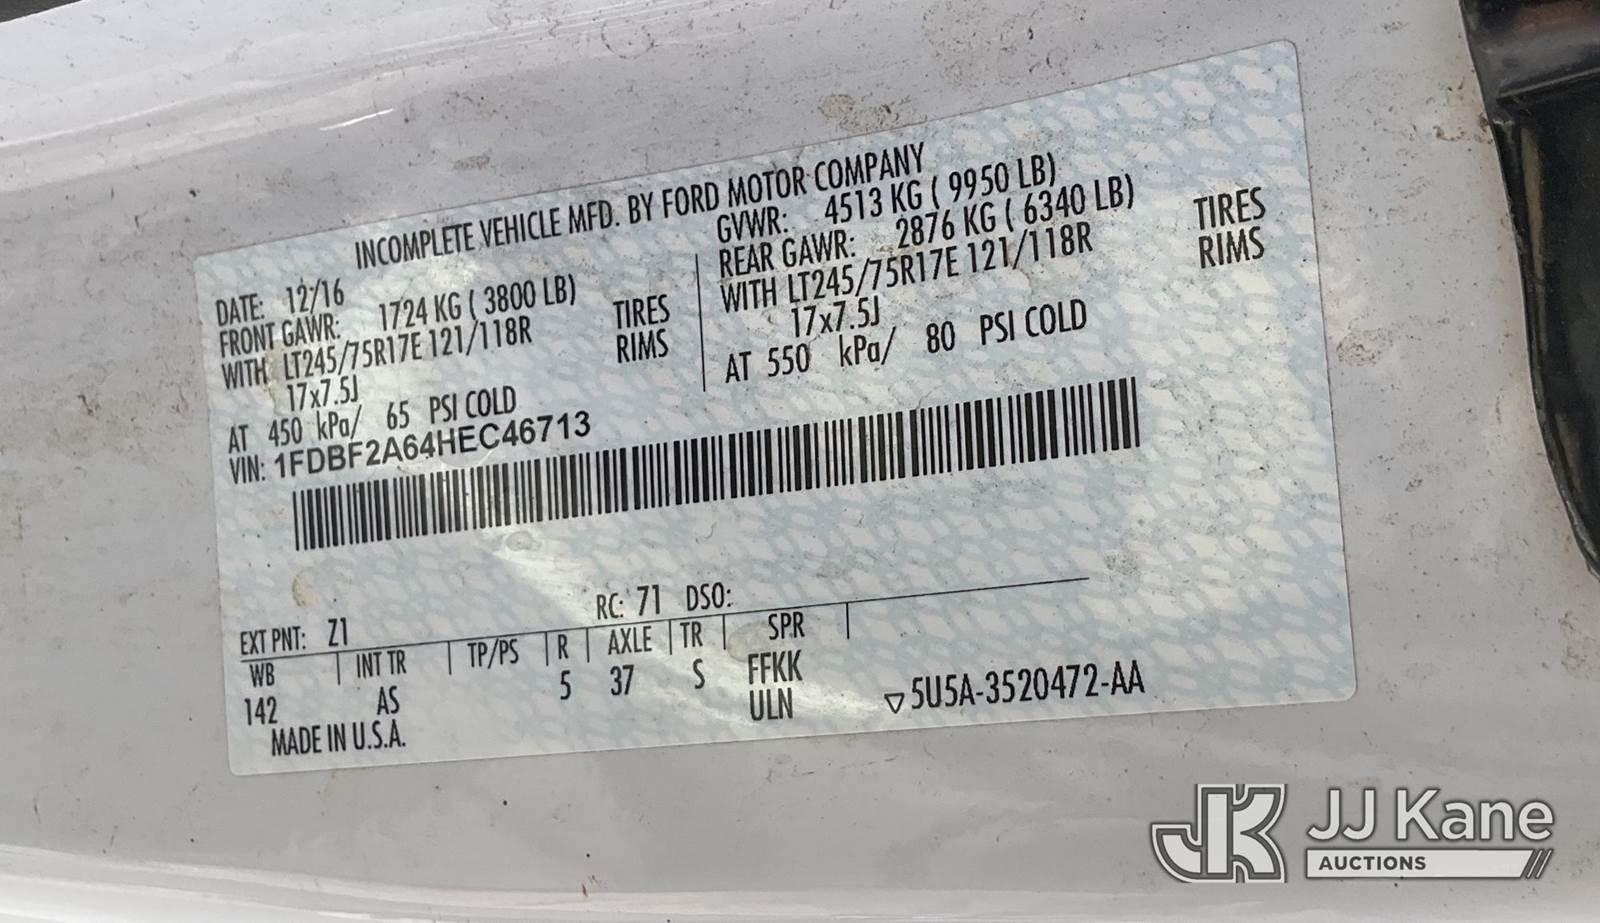 INCOMPLETE VEHICLE MFD. BY FORD MOTOR COMPANY
DATE: 12/16
GVWR: 4513 KG ( 9950 LB)
FRONT GAWR: 1724 KG ( 3800 LB)
REAR GAWR: 2876 KG ( 6340 LB)
WITH LT245/75R17E 121/118R TIRES
WITH LT245/75R17E 121/118R TIRES
17x7.5J RIMS
17x7.5J RIMS
AT 450 kPa/ 65 PSI COLD
AT 550 kPa/ 80 PSI COLD
VIN: 1FDBF2A64HEC46713
EXT PNT: Z1 RC: 71 DSO:
WB INT TR TP/PS R AXLE TR SPR
142 AS 5 37 S FFKK
ULN
MADE IN U.S.A.
▽5U5A-3520472-AA
JK JJ Kane
AUCTIONS